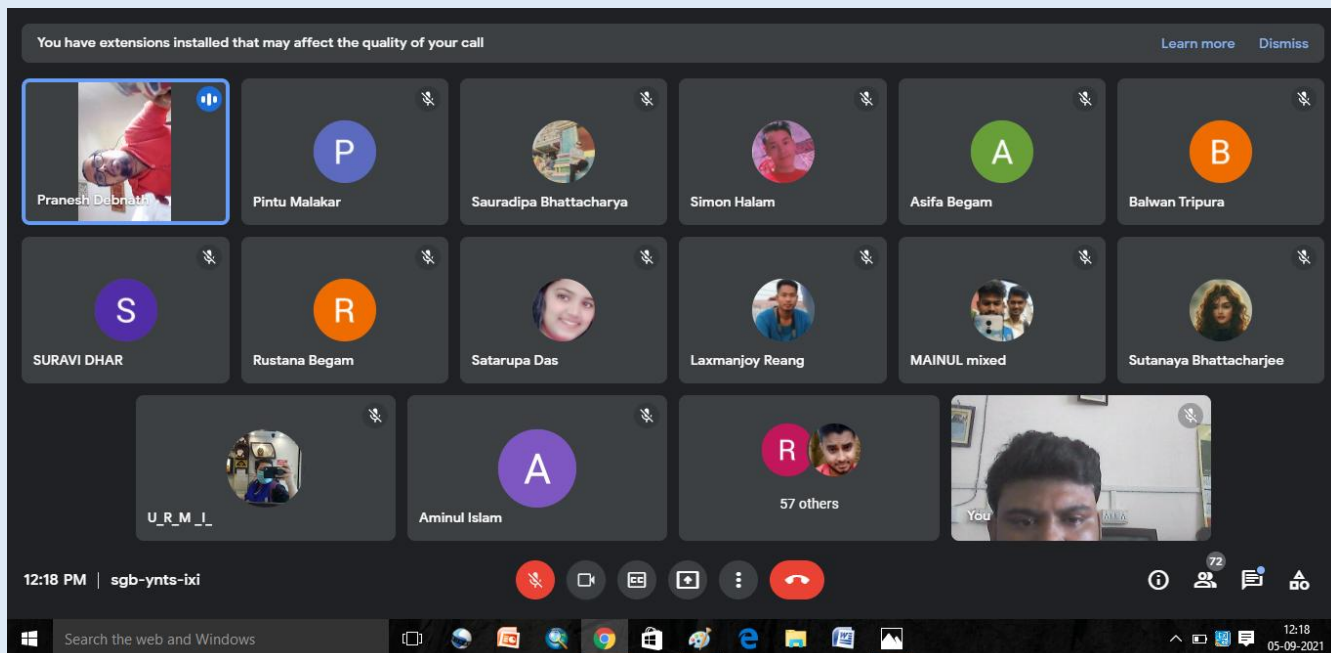 You have extensions installed that may affect the quality of your call
Learn more Dismiss
Pranesh Debnath
P
Pintu Malakar
Sauradipa Bhattacharya
Simon Halam
A
Asifa Begam
B
Balwan Tripura
S
SURAVI DHAR
R
Rustana Begam
Satarupa Das
Laxmanjoy Reang
MAINUL mixed
Sutanaya Bhattacharjee
U_R_M_I_
A
Aminul Islam
R
57 others
You
12:18 PM | sgb-ynts-ixi
CC
72
Search the web and Windows
12:18
05-09-2021